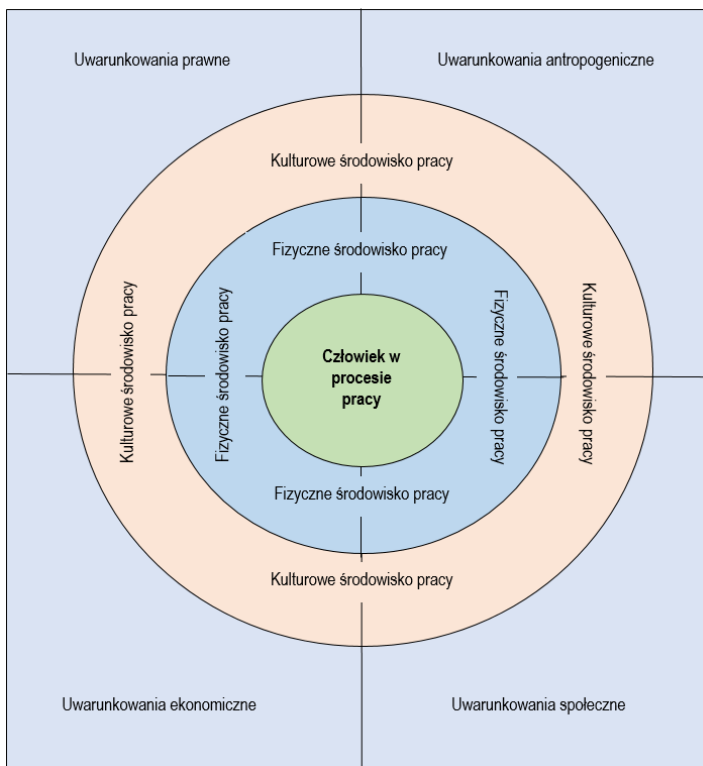 Uwarunkowania prawne
Uwarunkowania antropogeniczne
Kulturowe środowisko pracy
Fizyczne środowisko pracy
Kulturowe środowisko pracy
Fizyczne środowisko pracy
Człowiek w
procesie
pracy
Fizyczne środowisko pracy
Kulturowe środowisko pracy
Fizyczne środowisko pracy
Kulturowe środowisko pracy
Uwarunkowania ekonomiczne
Uwarunkowania społeczne